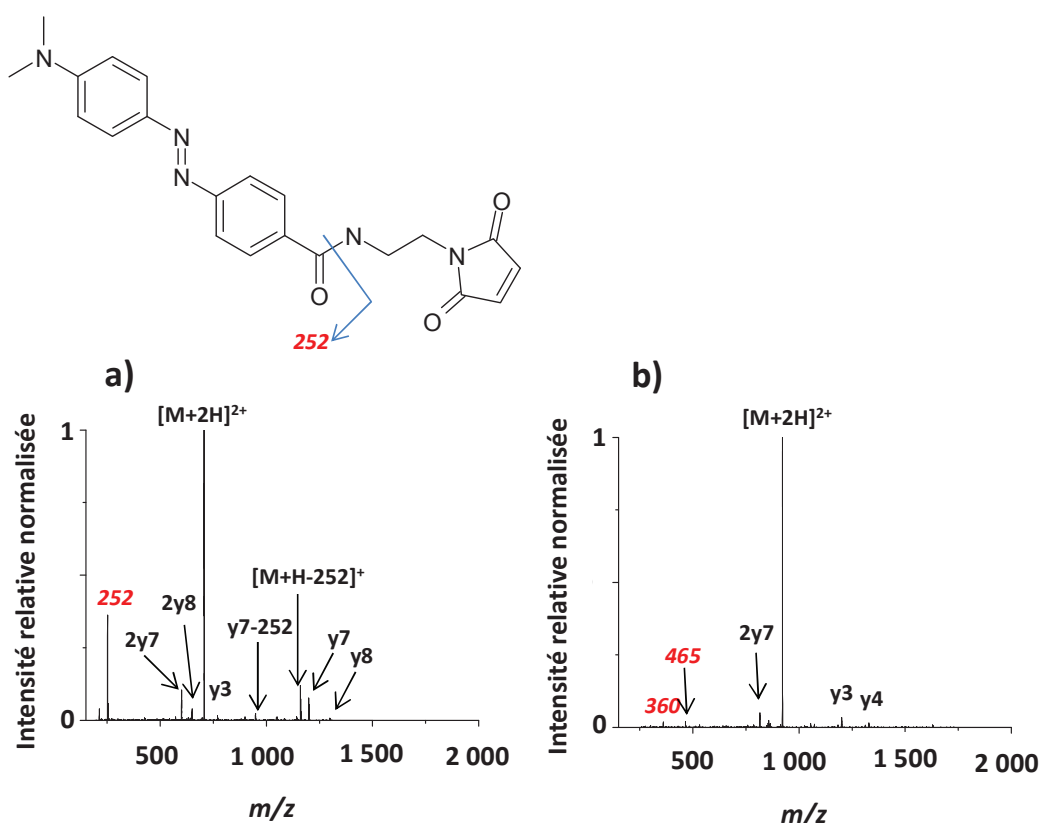 N
N
N
N
N
O
O
O
252
a)
b)
[M+2H]2+
[M+2H]2+
Intensité relative normalisée
1
0
252
2y7
2y8
y3
y7-252
[M+H-252]+
y7
y8
500
1 000
1 500
2 000
m/z
Intensité relative normalisée
1
0
465
360
2y7
y3
y4
500
1 000
1 500
2 000
m/z